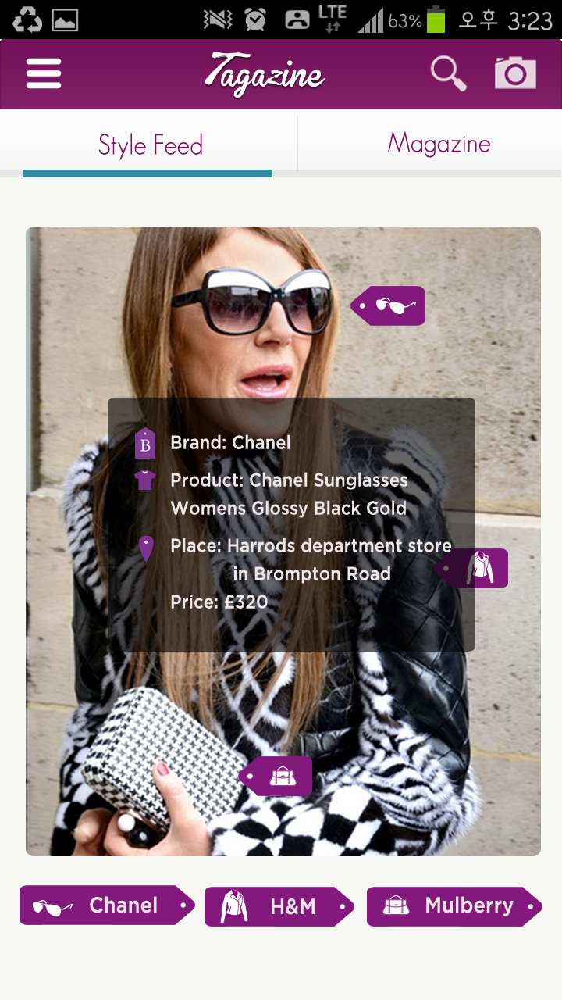 LTE
63% 오후 3:23
Tagazine
Style Feed
Magazine
B
Brand: Chanel
Product: Chanel Sunglasses
Womens Glossy Black Gold
Place: Harrods department store
in Brompton Road
Price: £320
Chanel
H&M
Mulberry